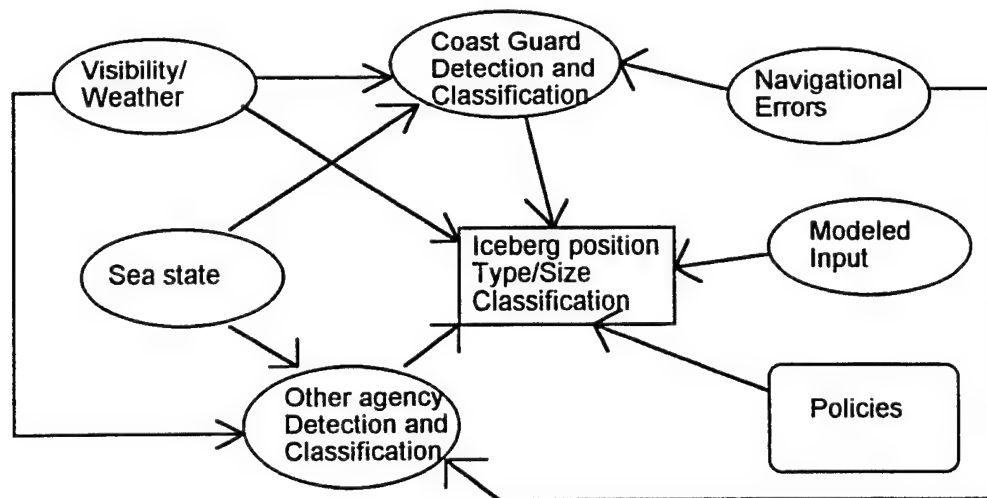 Coast Guard
Detection and
Classification
Visibility/
Weather
Navigational
Errors
Iceberg position
Type/Size
Classification
Modeled
Input
Sea state
Other agency
Detection and
Classification
Policies